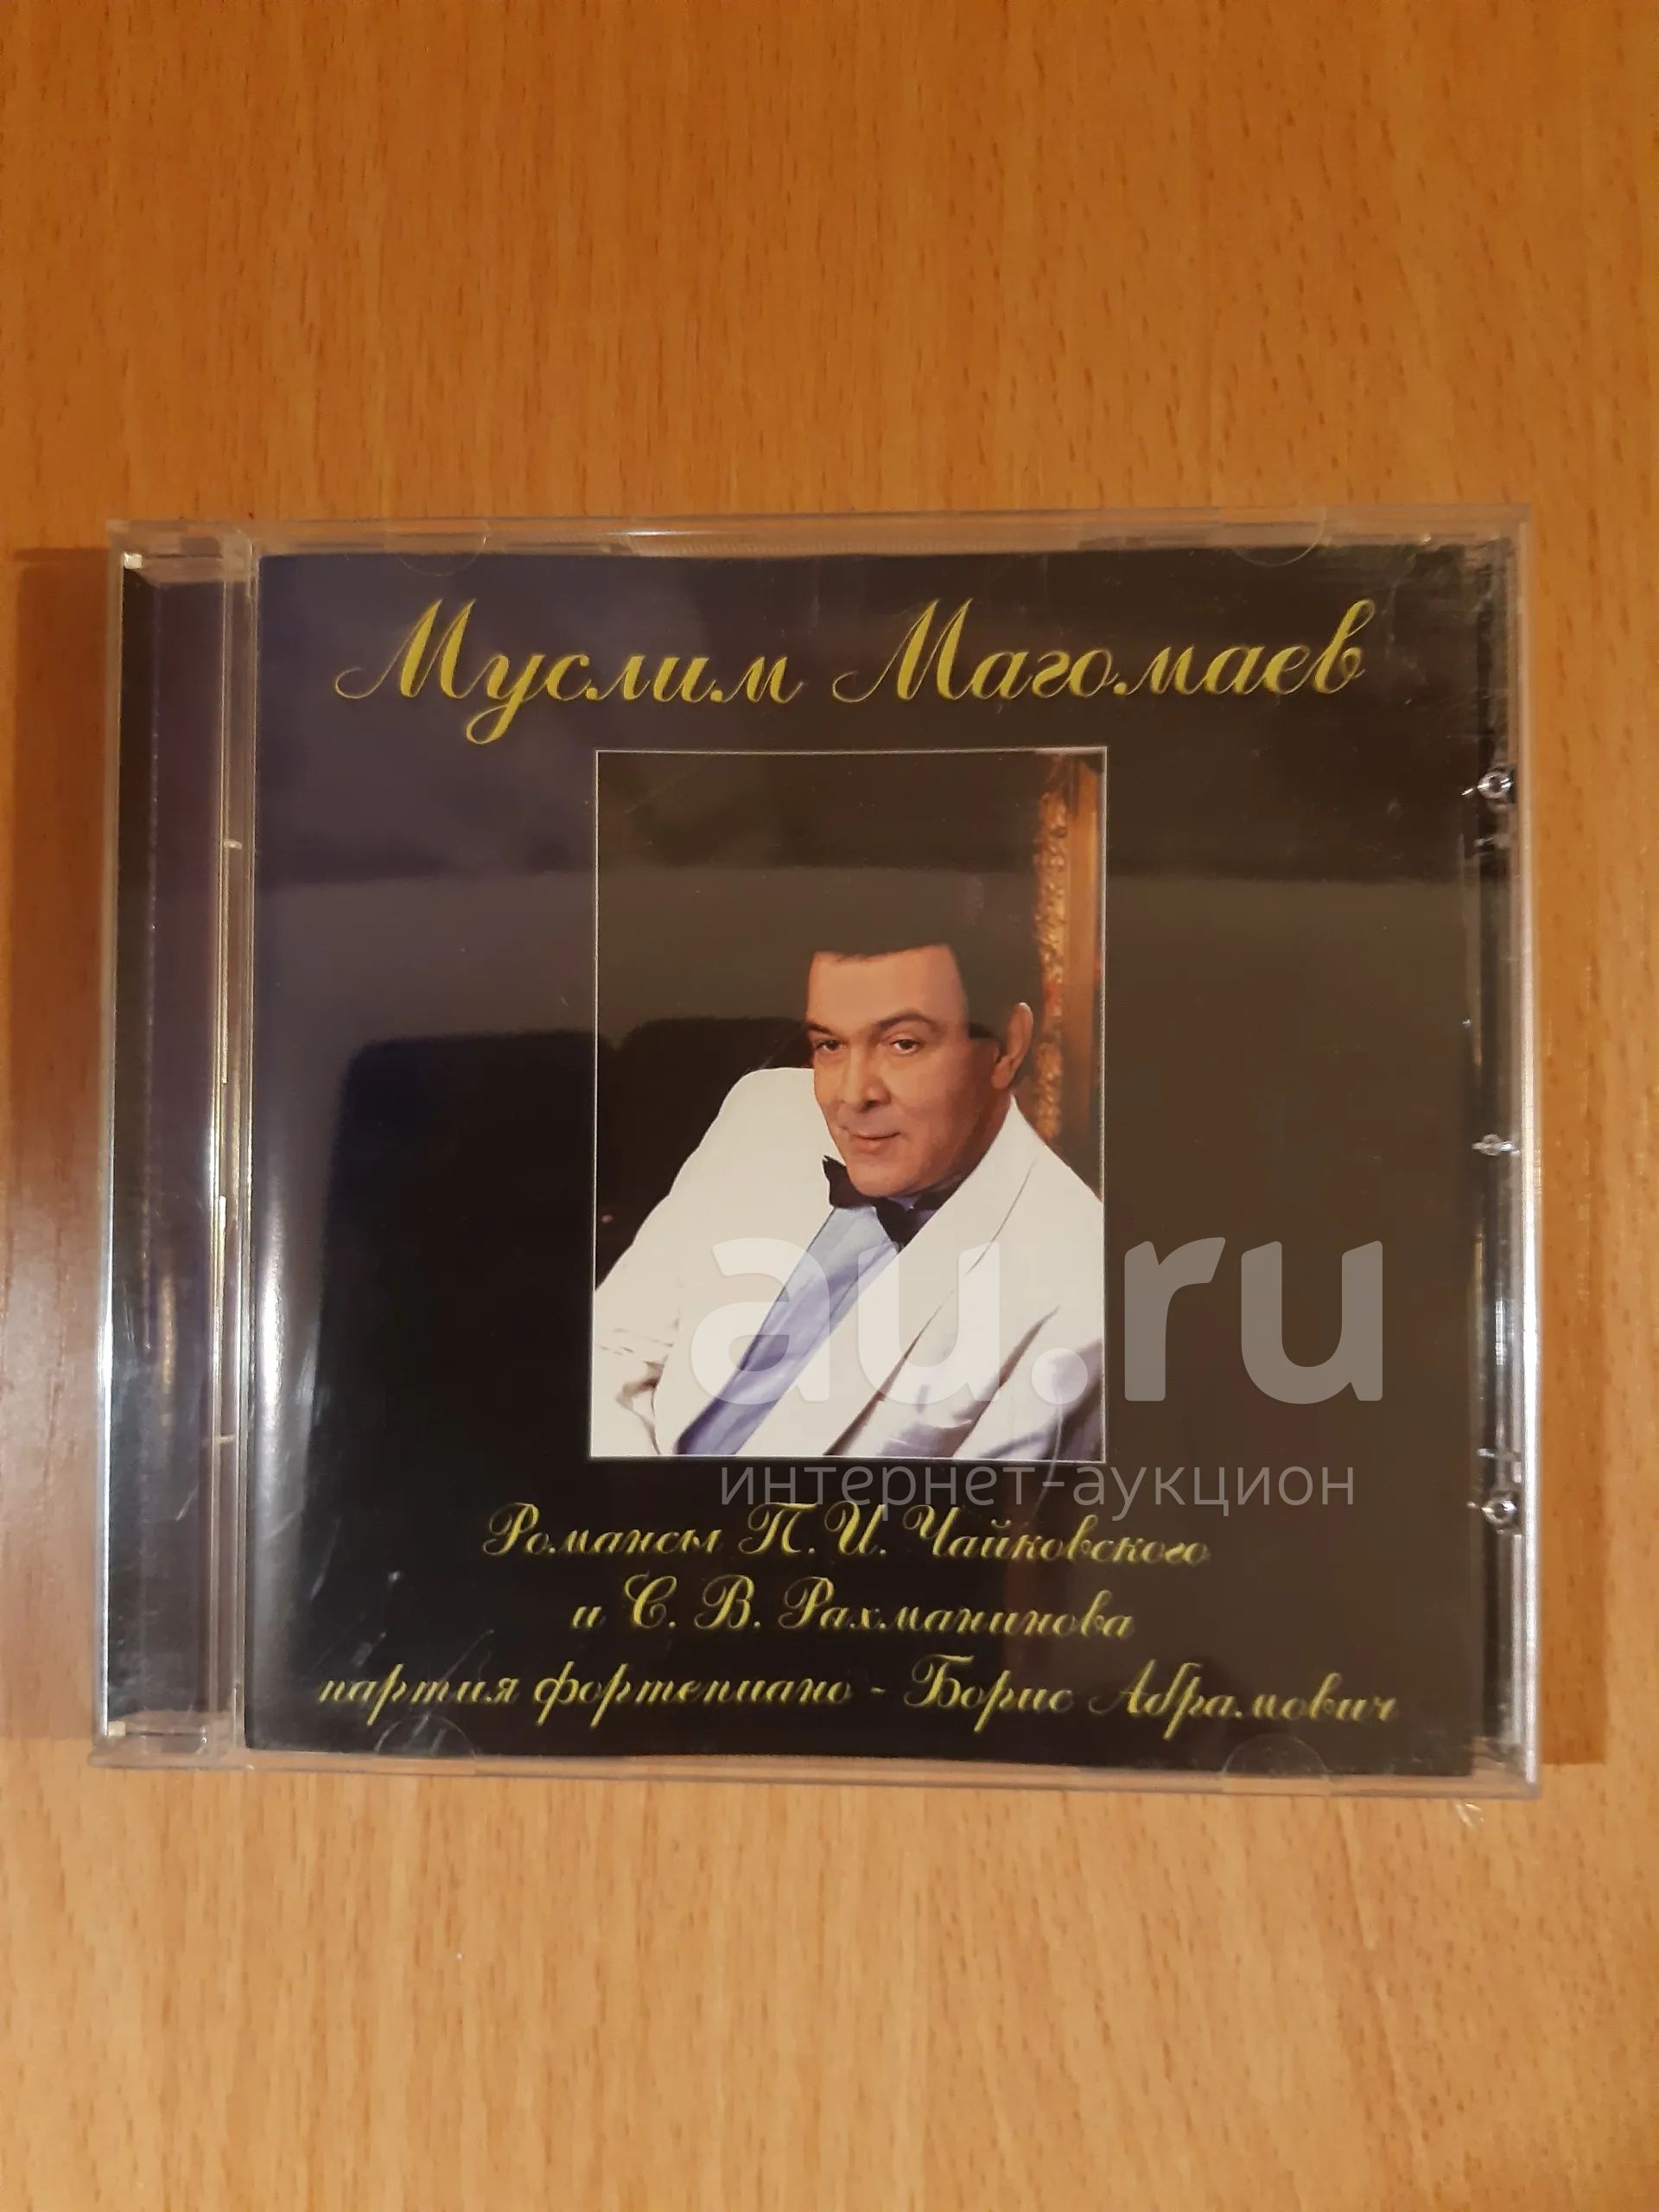 Муслим Магомаев
au.ru
интернет-аукцион
Романсы П. И. Чайковского
и С. В. Рахманинова
партия фортепиано - Борис Абрамович